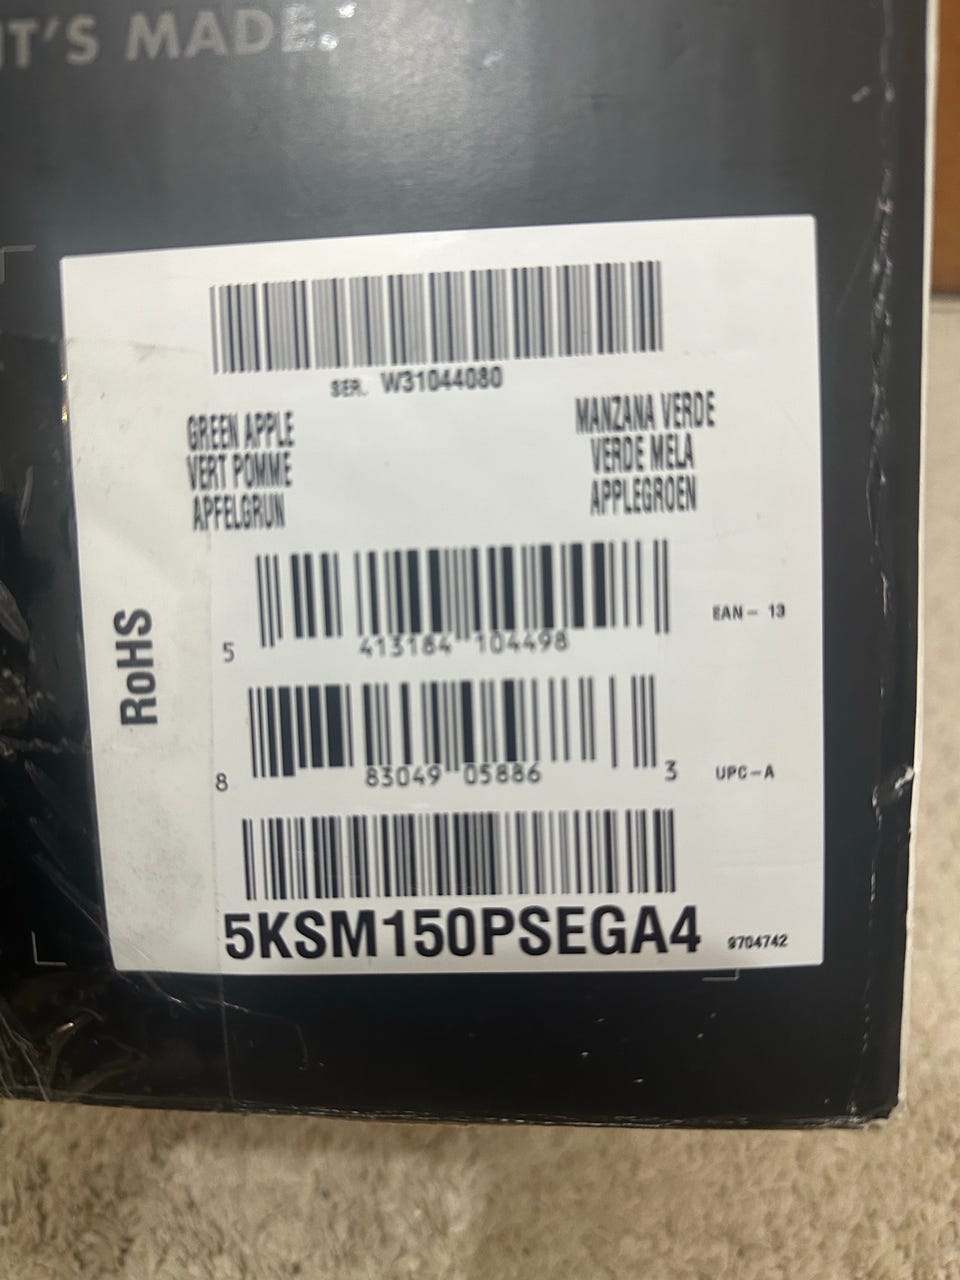 IT'S MADE.
SER. W31044080
GREEN APPLE
VERT POMME
APFELGRUN
MANZANA VERDE
VERDE MELA
APPLEGROEN
RoHS
5 413184 104498
EAN - 13
8 83049 05886 3
UPC-A
5KSM150PSEGA4
9704742